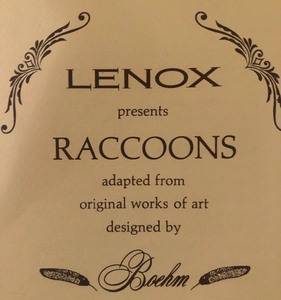 LENOX
presents
RACCOONS
adapted from
original works of art
designed by
Boehm